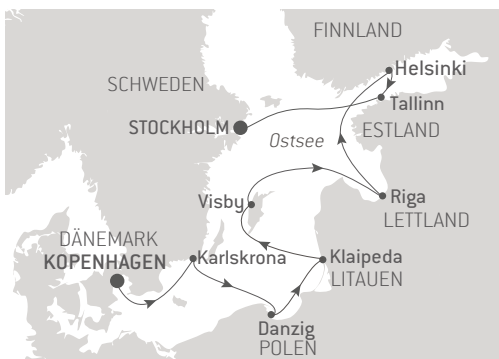 FINNLAND
Helsinki
SCHWEDEN
Tallinn
STOCKHOLM
ESTLAND
Ostsee
Riga
Visby
LETTLAND
DÄNEMARK
KOPENHAGEN
Karlskrona
Klaipeda
LITAUEN
Danzig
POLEN